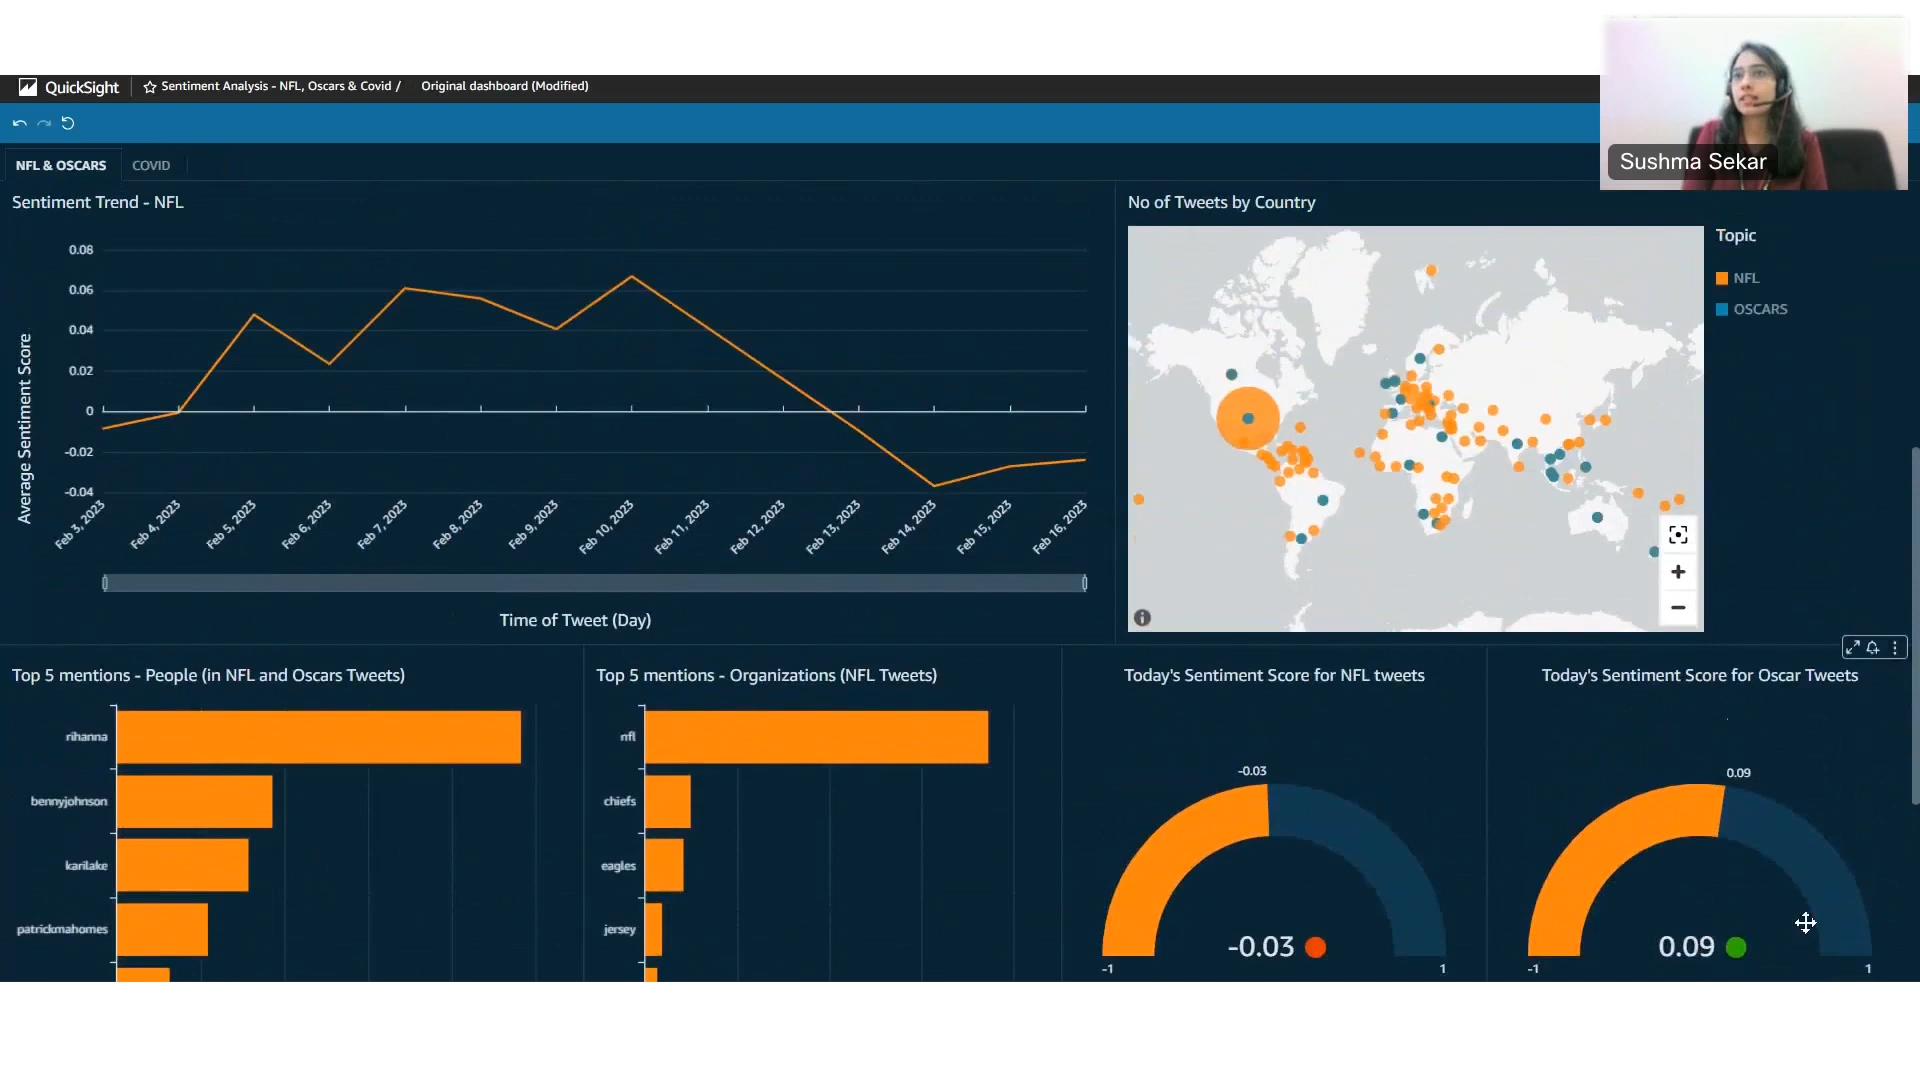 QuickSight
Sentiment Analysis - NFL, Oscars & Covid /
Original dashboard (Modified)
Sushma Sekar
NFL & OSCARS
COVID
Sentiment Trend - NFL
Average Sentiment Score
0.08
0.06
0.04
0.02
0
-0.02
-0.04
Feb 3, 2023
Feb 4, 2023
Feb 5, 2023
Feb 6, 2023
Feb 7, 2023
Feb 8, 2023
Feb 9, 2023
Feb 10, 2023
Feb 11, 2023
Feb 12, 2023
Feb 13, 2023
Feb 14, 2023
Feb 15, 2023
Feb 16, 2023
Time of Tweet (Day)
No of Tweets by Country
Topic
NFL
OSCARS
Top 5 mentions - People (in NFL and Oscars Tweets)
rihanna
bennyjohnson
karilake
patrickmahomes
Top 5 mentions - Organizations (NFL Tweets)
nfl
chiefs
eagles
jersey
Today's Sentiment Score for NFL tweets
-0.03
-0.03
-1
1
Today's Sentiment Score for Oscar Tweets
0.09
0.09
-1
1